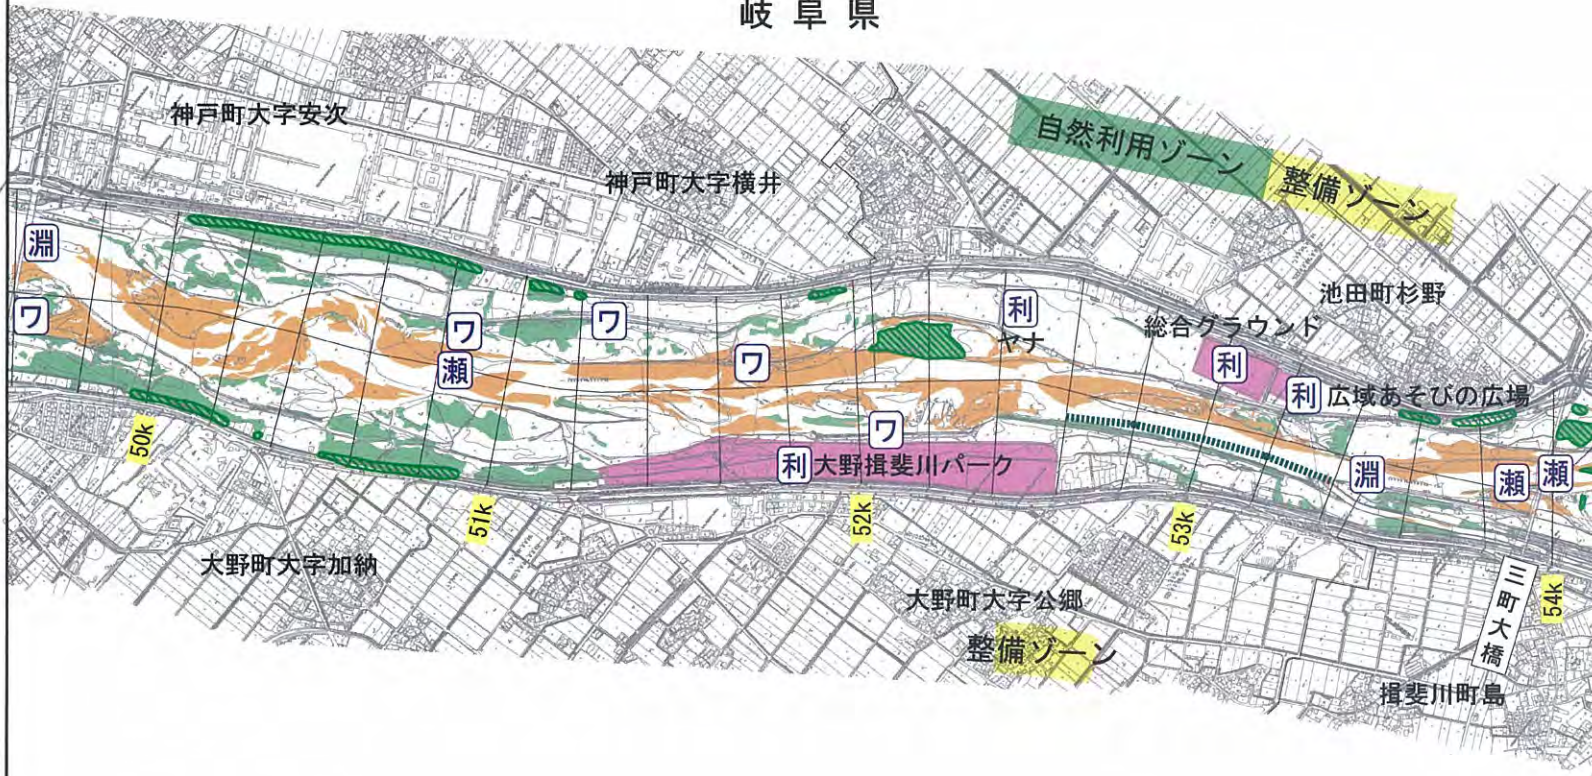 岐阜県
神戸町大字安次
神戸町大字横井
自然利用ゾーン
整備ゾーン
池田町杉野
総合グラウンド
利
ヤナ
利
利 広域あそびの広場
淵
ワ
ワ
瀬
ワ
ワ
ワ
利 大野揖斐川パーク
淵
瀬
瀬
50k
51k
52k
53k
54k
大野町大字加納
大野町大字公郷
整備ゾーン
三町大橋
揖斐川町島